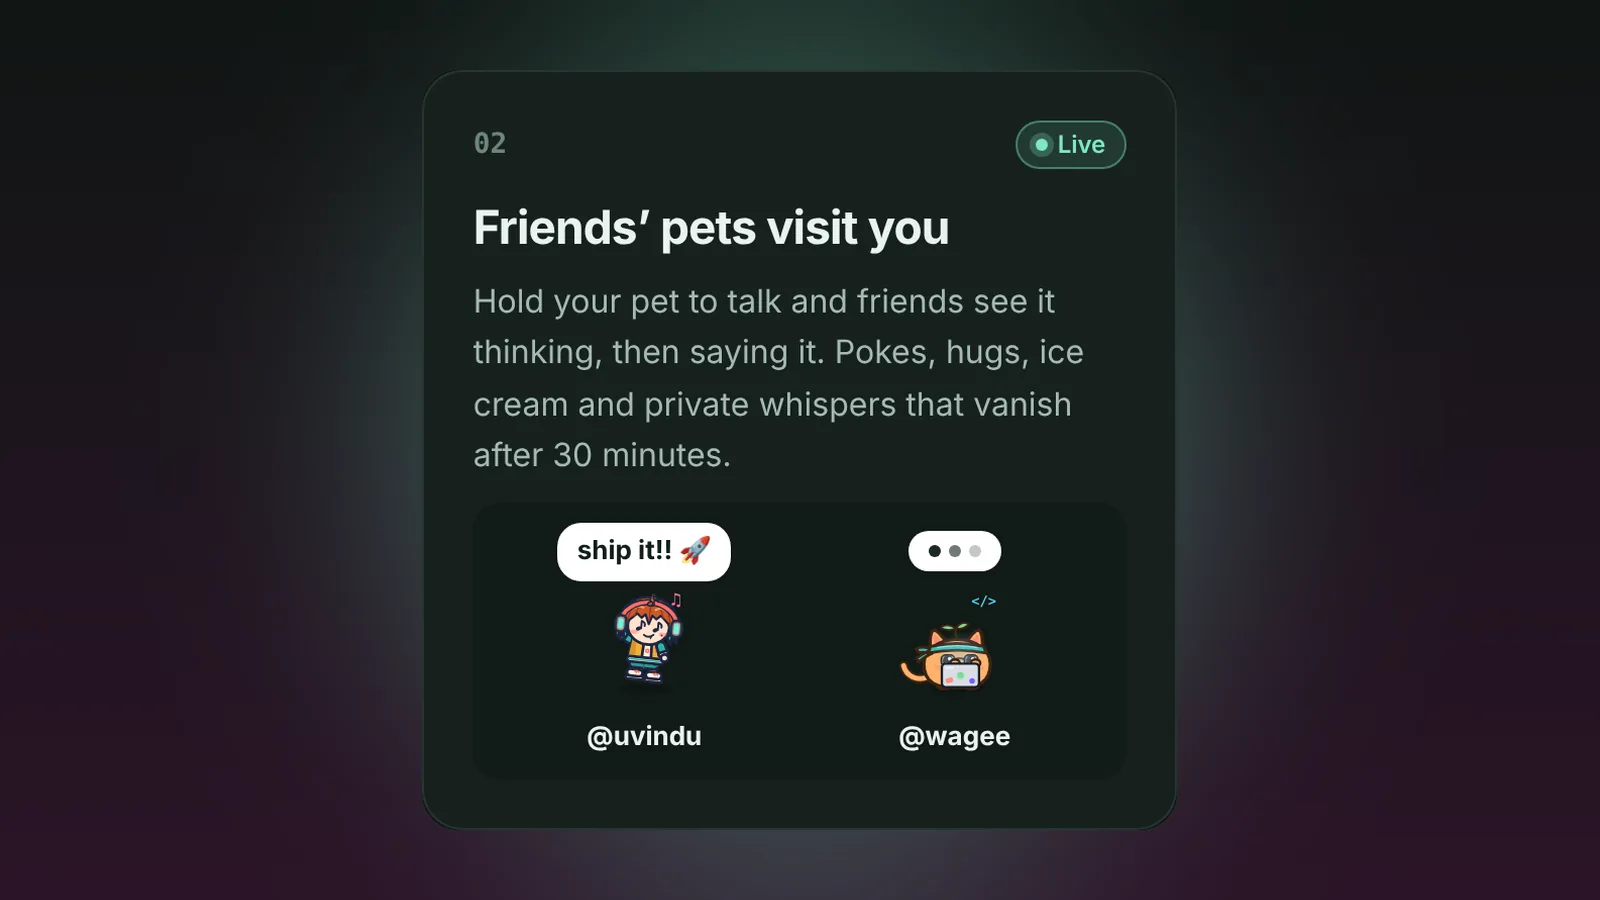 02
Live
Friends’ pets visit you
Hold your pet to talk and friends see it
thinking, then saying it. Pokes, hugs, ice
cream and private whispers that vanish
after 30 minutes.
ship it!! 🚀
</>
@uvindu
@wagee